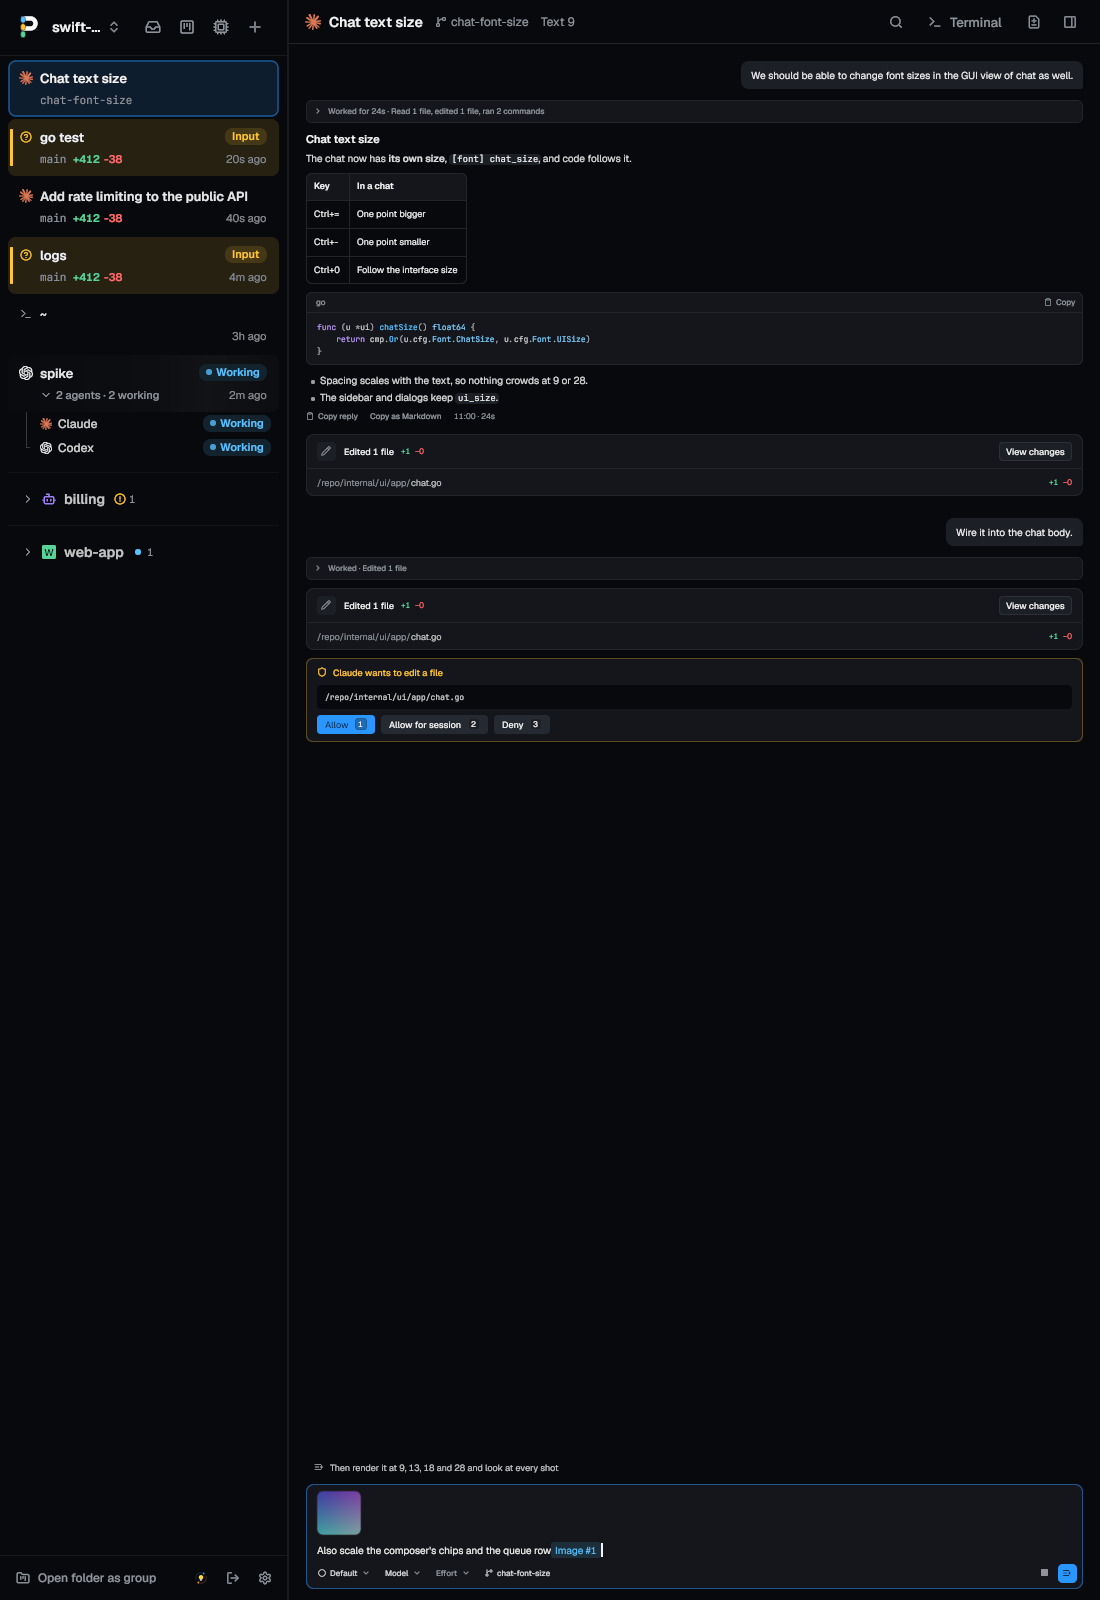 swift-...
Chat text size
chat-font-size
go test
Input
main +412 -38
20s ago
Add rate limiting to the public API
main +412 -38
40s ago
logs
Input
main +412 -38
4m ago
~
3h ago
spike
Working
2 agents · 2 working
2m ago
Claude
Working
Codex
Working
billing
1
W
web-app
1
Open folder as group
Chat text size
chat-font-size
Text 9
Terminal
We should be able to change font sizes in the GUI view of chat as well.
Worked for 24s · Read 1 file, edited 1 file, ran 2 commands
Chat text size
The chat now has its own size, [font] chat_size, and code follows it.
Key
In a chat
Ctrl+=
One point bigger
Ctrl+-
One point smaller
Ctrl+0
Follow the interface size
go
Copy
func (u *ui) chatSize() float64 {
return cmp.Or(u.cfg.Font.ChatSize, u.cfg.Font.UISize)
}
Spacing scales with the text, so nothing crowds at 9 or 28.
The sidebar and dialogs keep ui_size.
Copy reply
Copy as Markdown
11:00 · 24s
Edited 1 file +1 −0
View changes
/repo/internal/ui/app/chat.go
+1 −0
Wire it into the chat body.
Worked · Edited 1 file
Edited 1 file +1 −0
View changes
/repo/internal/ui/app/chat.go
+1 −0
Claude wants to edit a file
/repo/internal/ui/app/chat.go
Allow 1
Allow for session 2
Deny 3
Then render it at 9, 13, 18 and 28 and look at every shot
Also scale the composer's chips and the queue row Image #1
Default
Model
Effort
chat-font-size